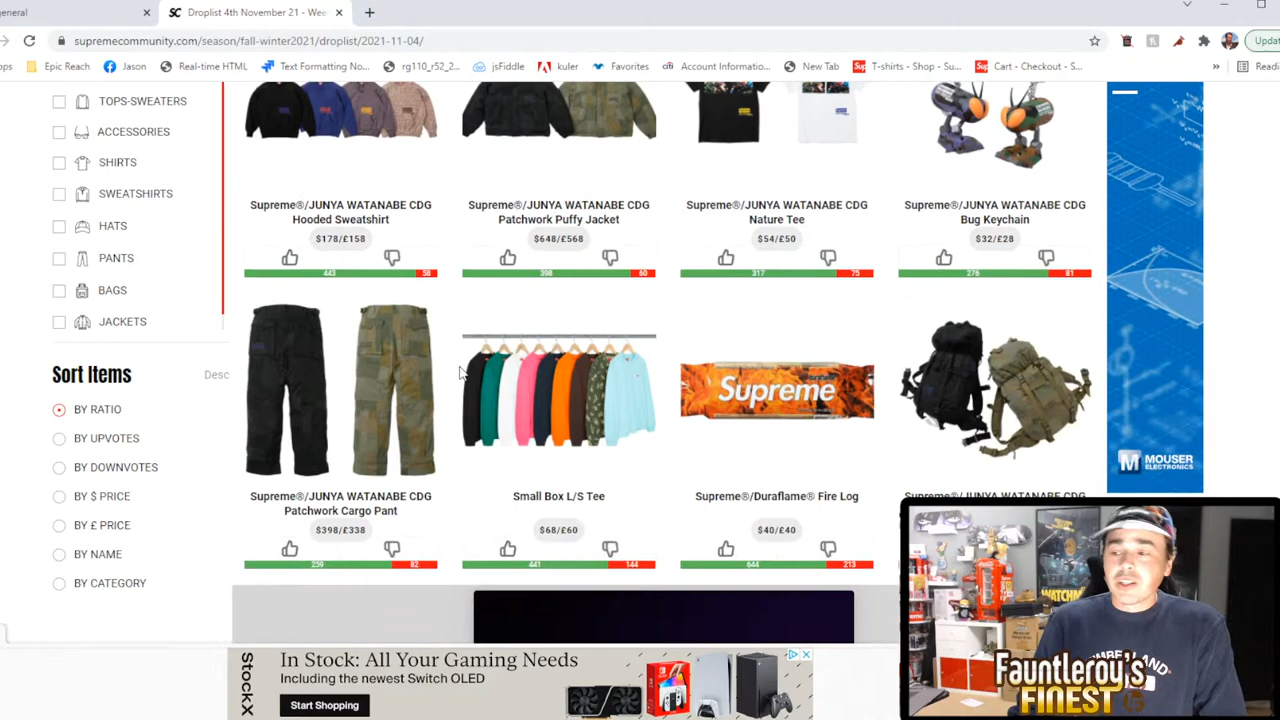 general
SC Droplist 4th November 21 - Wee
supremecommunity.com/season/fall-winter2021/droplist/2021-11-04/
Updat
ps Epic Reach Jason Real-time HTML Text Formatting No... rg110_r52_2... jsFiddle kuler Favorites Account Informatio... New Tab T-shirts - Shop - Su... Cart - Checkout - S... » Readi
TOPS-SWEATERS
ACCESSORIES
SHIRTS
SWEATSHIRTS
HATS
PANTS
BAGS
JACKETS
Sort Items Desc
BY RATIO
BY UPVOTES
BY DOWNVOTES
BY $ PRICE
BY £ PRICE
BY NAME
BY CATEGORY
Supreme®/JUNYA WATANABE CDG
Hooded Sweatshirt
$178/£158
443 58
Supreme®/JUNYA WATANABE CDG
Patchwork Puffy Jacket
$648/£568
398 60
Supreme®/JUNYA WATANABE CDG
Nature Tee
$54/£50
317 75
Supreme®/JUNYA WATANABE CDG
Bug Keychain
$32/£28
276 81
Supreme®/JUNYA WATANABE CDG
Patchwork Cargo Pant
$398/£338
259 82
Small Box L/S Tee
$68/£60
441 144
Supreme
Supreme®/Duraflame® Fire Log
$40/£40
644 213
Supreme®/JUNYA WATANABE CDG
M MOUSER
ELECTRONICS
StockX
In Stock: All Your Gaming Needs
Including the newest Switch OLED
Start Shopping
WATCHM
Fauntleroy's
FINEST